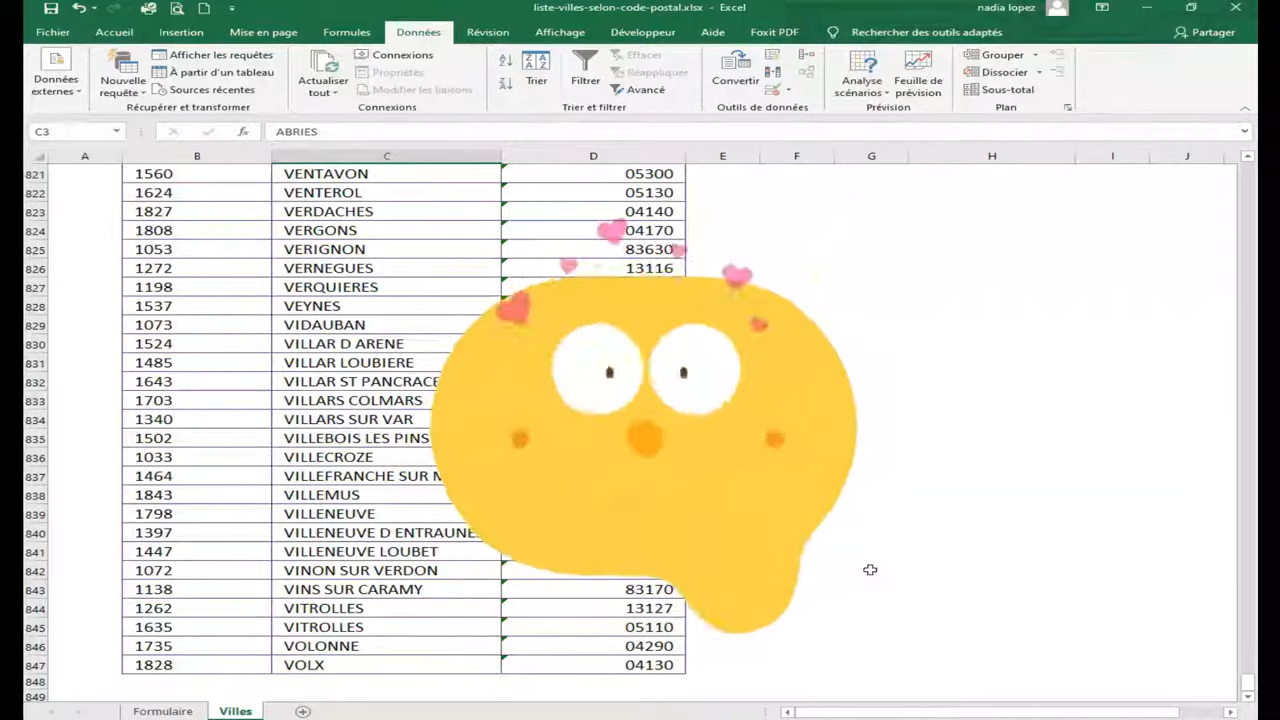 liste-villes-selon-code-postal.xlsx - Excel
nadia lopez
Fichier Accueil Insertion Mise en page Formules Données Révision Affichage Développeur Aide Foxit PDF Rechercher des outils adaptés Partager
Données externes
Nouvelle requête
Afficher les requêtes
À partir d'un tableau
Sources récentes
Récupérer et transformer
Actualiser tout
Connexions
Propriétés
Modifier les liaisons
Connexions
Trier
Filtrer
Effacer
Réappliquer
Avancé
Trier et filtrer
Convertir
Outils de données
Analyse scénarios
Feuille de prévision
Prévision
Grouper
Dissocier
Sous-total
Plan
C3 fx ABRIES
A B C D E F G H I J
821 1560 VENTAVON 05300
822 1624 VENTEROL 05130
823 1827 VERDACHES 04140
824 1808 VERGONS 04170
825 1053 VERIGNON 83630
826 1272 VERNEGUES 13116
827 1198 VERQUIERES
828 1537 VEYNES
829 1073 VIDAUBAN
830 1524 VILLAR D ARENE
831 1485 VILLAR LOUBIERE
832 1643 VILLAR ST PANCRACE
833 1703 VILLARS COLMARS
834 1340 VILLARS SUR VAR
835 1502 VILLEBOIS LES PINS
836 1033 VILLECROZE
837 1464 VILLEFRANCHE SUR M
838 1843 VILLEMUS
839 1798 VILLENEUVE
840 1397 VILLENEUVE D ENTRAUNE
841 1447 VILLENEUVE LOUBET
842 1072 VINON SUR VERDON
843 1138 VINS SUR CARAMY 83170
844 1262 VITROLLES 13127
845 1635 VITROLLES 05110
846 1735 VOLONNE 04290
847 1828 VOLX 04130
848
849
Formulaire Villes